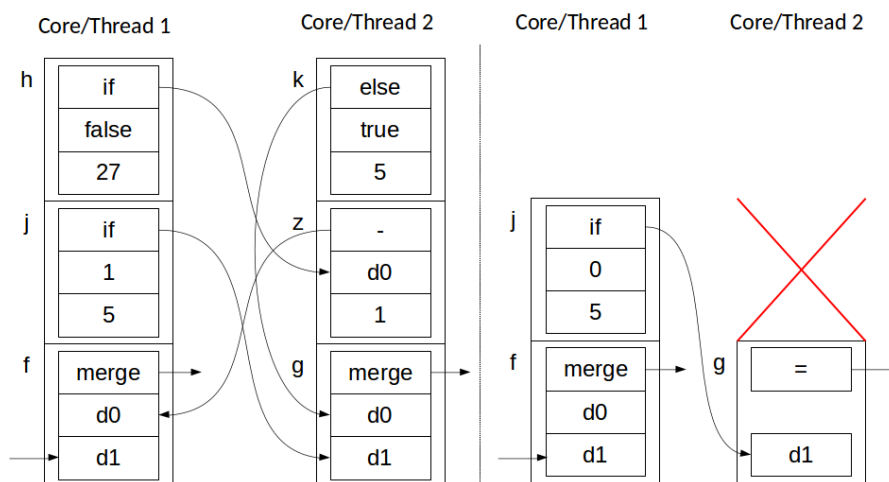 Core/Thread 1
Core/Thread 2
h
if
false
27
k
else
true
5
j
if
1
5
z
-
d0
1
f
merge
d0
d1
g
merge
d0
d1
Core/Thread 1
Core/Thread 2
j
if
0
5
f
merge
d0
d1
g
=
d1